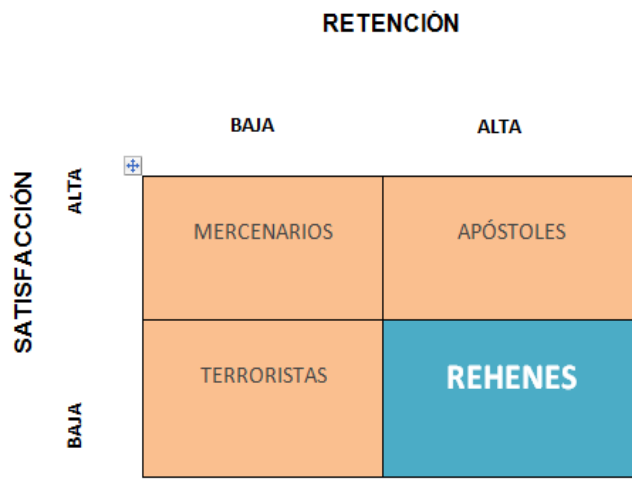 RETENCIÓN
BAJA
ALTA
SATISFACCIÓN
ALTA
MERCENARIOS
APÓSTOLES
BAJA
TERRORISTAS
REHENES